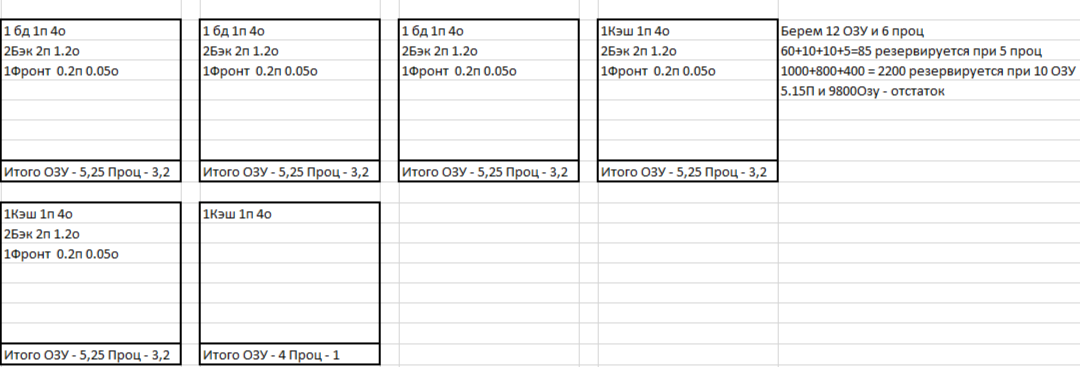 1 бд 1п 4о
2Бэк 2п 1.2о
1Фронт 0.2п 0.05о
Итого ОЗУ - 5,25 Проц - 3,2
1 бд 1п 4о
2Бэк 2п 1.2о
1Фронт 0.2п 0.05о
Итого ОЗУ - 5,25 Проц - 3,2
1 бд 1п 4о
2Бэк 2п 1.2о
1Фронт 0.2п 0.05о
Итого ОЗУ - 5,25 Проц - 3,2
1Кэш 1п 4о
2Бэк 2п 1.2о
1Фронт 0.2п 0.05о
Итого ОЗУ - 5,25 Проц - 3,2
Берем 12 ОЗУ и 6 проц
60+10+10+5=85 резервируется при 5 проц
1000+800+400 = 2200 резервируется при 10 ОЗУ
5.15П и 9800Озу - отстаток
1Кэш 1п 4о
2Бэк 2п 1.2о
1Фронт 0.2п 0.05о
Итого ОЗУ - 5,25 Проц - 3,2
1Кэш 1п 4о
Итого ОЗУ - 4 Проц - 1